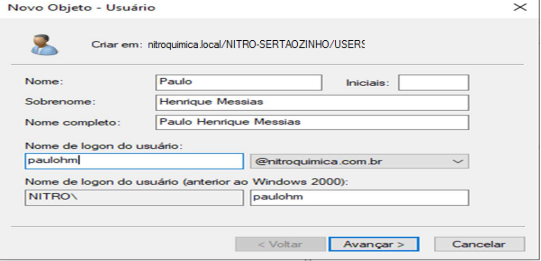 Novo Objeto - Usuário
Criar em: nitroquimica.local/NITRO-SERTAOZINHO/USERS
Nome: Paulo Iniciais:
Sobrenome: Henrique Messias
Nome completo: Paulo Henrique Messias
Nome de logon do usuário:
paulohm @nitroquimica.com.br
Nome de logon do usuário (anterior ao Windows 2000):
NITRO\ paulohm
< Voltar Avançar > Cancelar